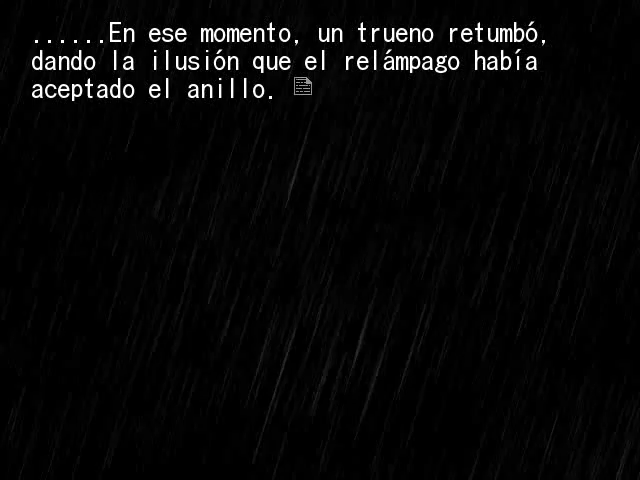 ......En ese momento, un trueno retumbó,
dando la ilusión que el relámpago había
aceptado el anillo.